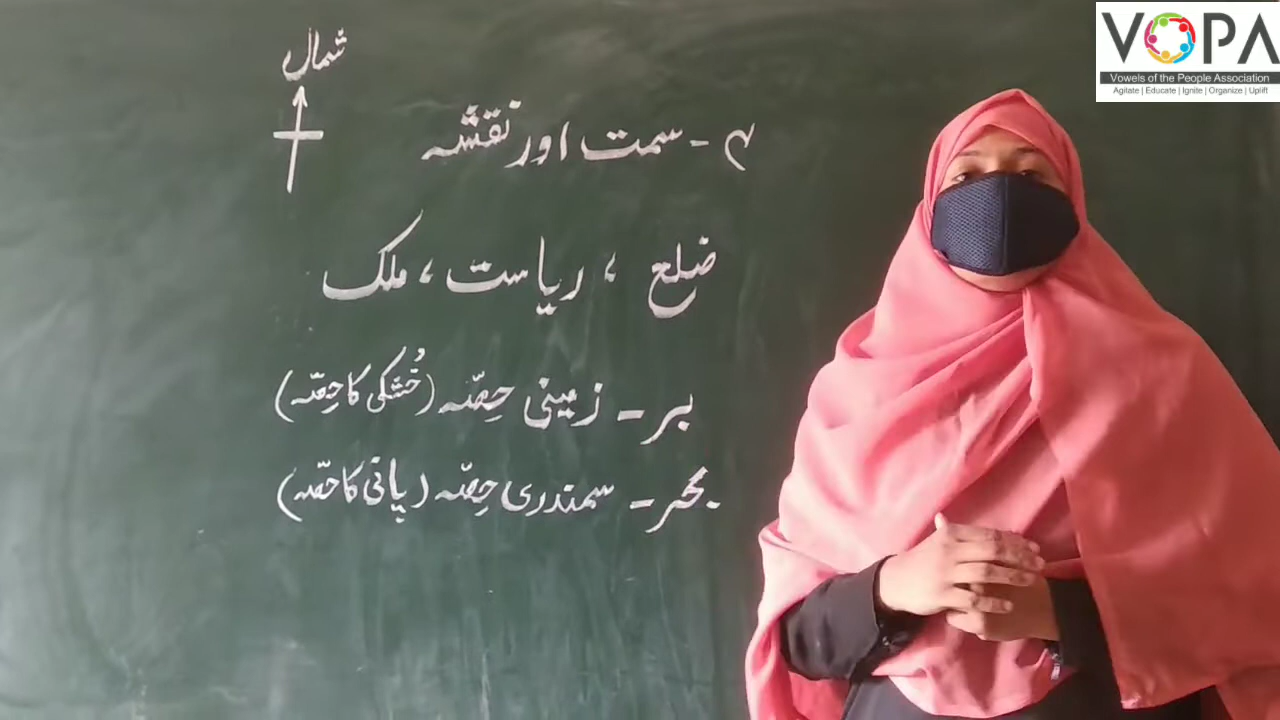 شمال
۴ - سمت اور نقشہ
ضلع ، ریاست ، ملک
بر - زمینی حِصّہ (خُشکی کا حِصّہ)
بحر - سمندری حِصّہ (پانی کا حصّہ)
VOPA
Vowels of the People Association
Agitate | Educate | Ignite | Organize | Uplift